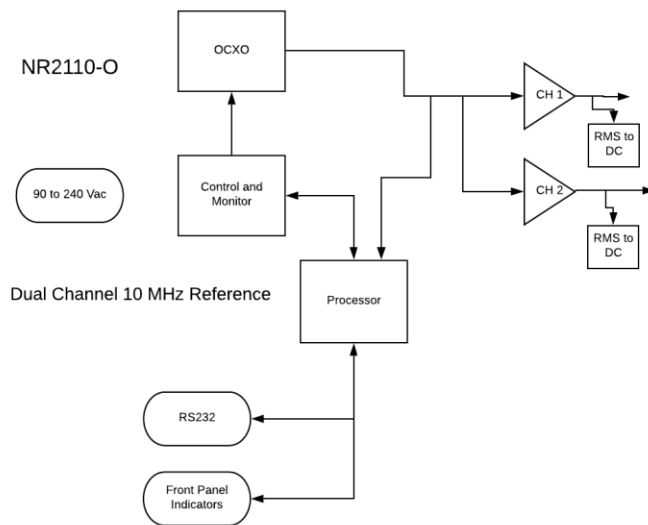 OCXO
NR2110-O
CH 1
RMS to
DC
Control and
Monitor
90 to 240 Vac
CH 2
RMS to
DC
Dual Channel 10 MHz Reference
Processor
RS232
Front Panel
Indicators